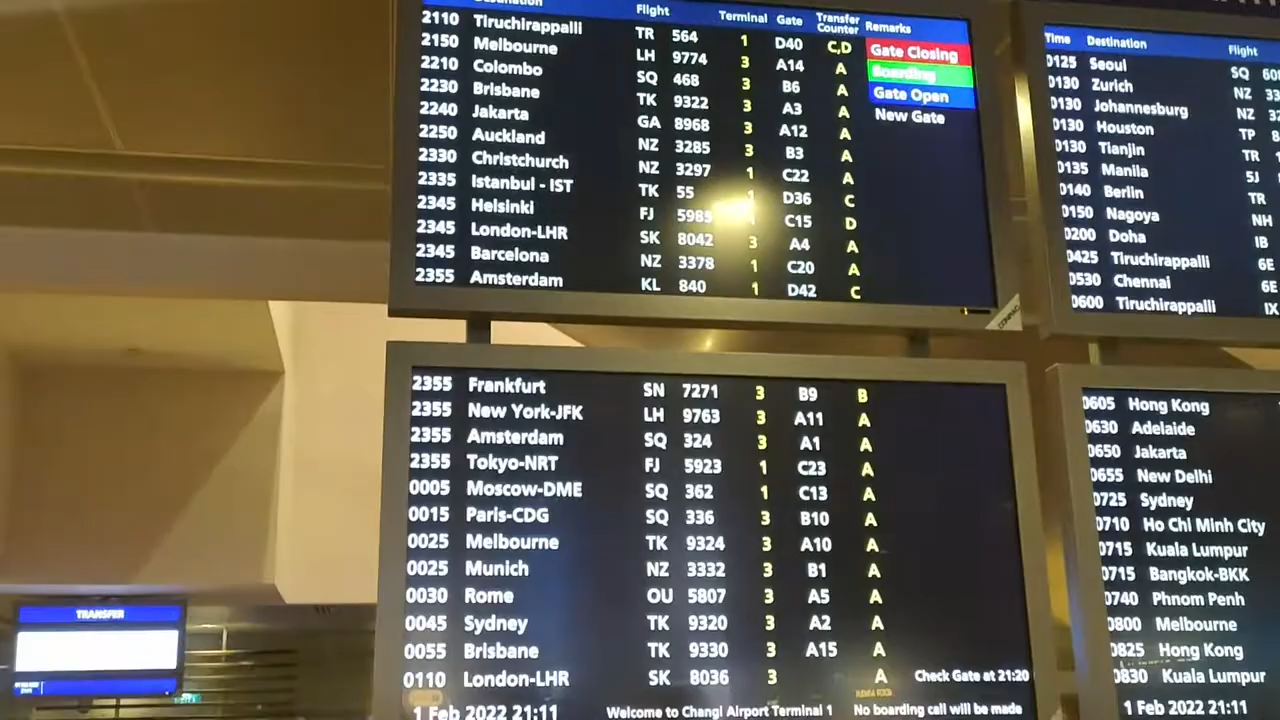 Destination Flight Terminal Gate Transfer Counter Remarks
2110 Tiruchirappalli TR 564 1 D40 C,D Gate Closing
2150 Melbourne LH 9774 3 A14 A Boarding
2210 Colombo SQ 468 3 B6 A Gate Open
2230 Brisbane TK 9322 3 A3 A New Gate
2240 Jakarta GA 8968 3 A12 A
2250 Auckland NZ 3285 3 B3 A
2330 Christchurch NZ 3297 1 C22 A
2335 Istanbul - IST TK 55 1 D36 C
2345 Helsinki FJ 5985 C15 D
2345 London-LHR SK 8042 3 A4 A
2345 Barcelona NZ 3378 1 C20 A
2355 Amsterdam KL 840 1 D42 C
2355 Frankfurt SN 7271 3 B9 B
2355 New York-JFK LH 9763 3 A11 A
2355 Amsterdam SQ 324 3 A1 A
2355 Tokyo-NRT FJ 5923 1 C23 A
0005 Moscow-DME SQ 362 1 C13 A
0015 Paris-CDG SQ 336 3 B10 A
0025 Melbourne TK 9324 3 A10 A
0025 Munich NZ 3332 3 B1 A
0030 Rome OU 5807 3 A5 A
0045 Sydney TK 9320 3 A2 A
0055 Brisbane TK 9330 3 A15 A
0110 London-LHR SK 8036 3 A Check Gate at 21:20
1 Feb 2022 21:11 Welcome to Changi Airport Terminal 1 No boarding call will be made
Time Destination Flight
0125 Seoul SQ
0130 Zurich NZ
0130 Johannesburg NZ
0130 Houston TP
0130 Tianjin TR
0135 Manila 5J
0140 Berlin TR
0150 Nagoya NH
0200 Doha IB
0425 Tiruchirappalli 6E
0530 Chennai 6E
0600 Tiruchirappalli IX
0605 Hong Kong
0630 Adelaide
0650 Jakarta
0655 New Delhi
0725 Sydney
0710 Ho Chi Minh City
0715 Kuala Lumpur
0715 Bangkok-BKK
0740 Phnom Penh
0800 Melbourne
0825 Hong Kong
0830 Kuala Lumpur
1 Feb 2022 21:11
TRANSFER